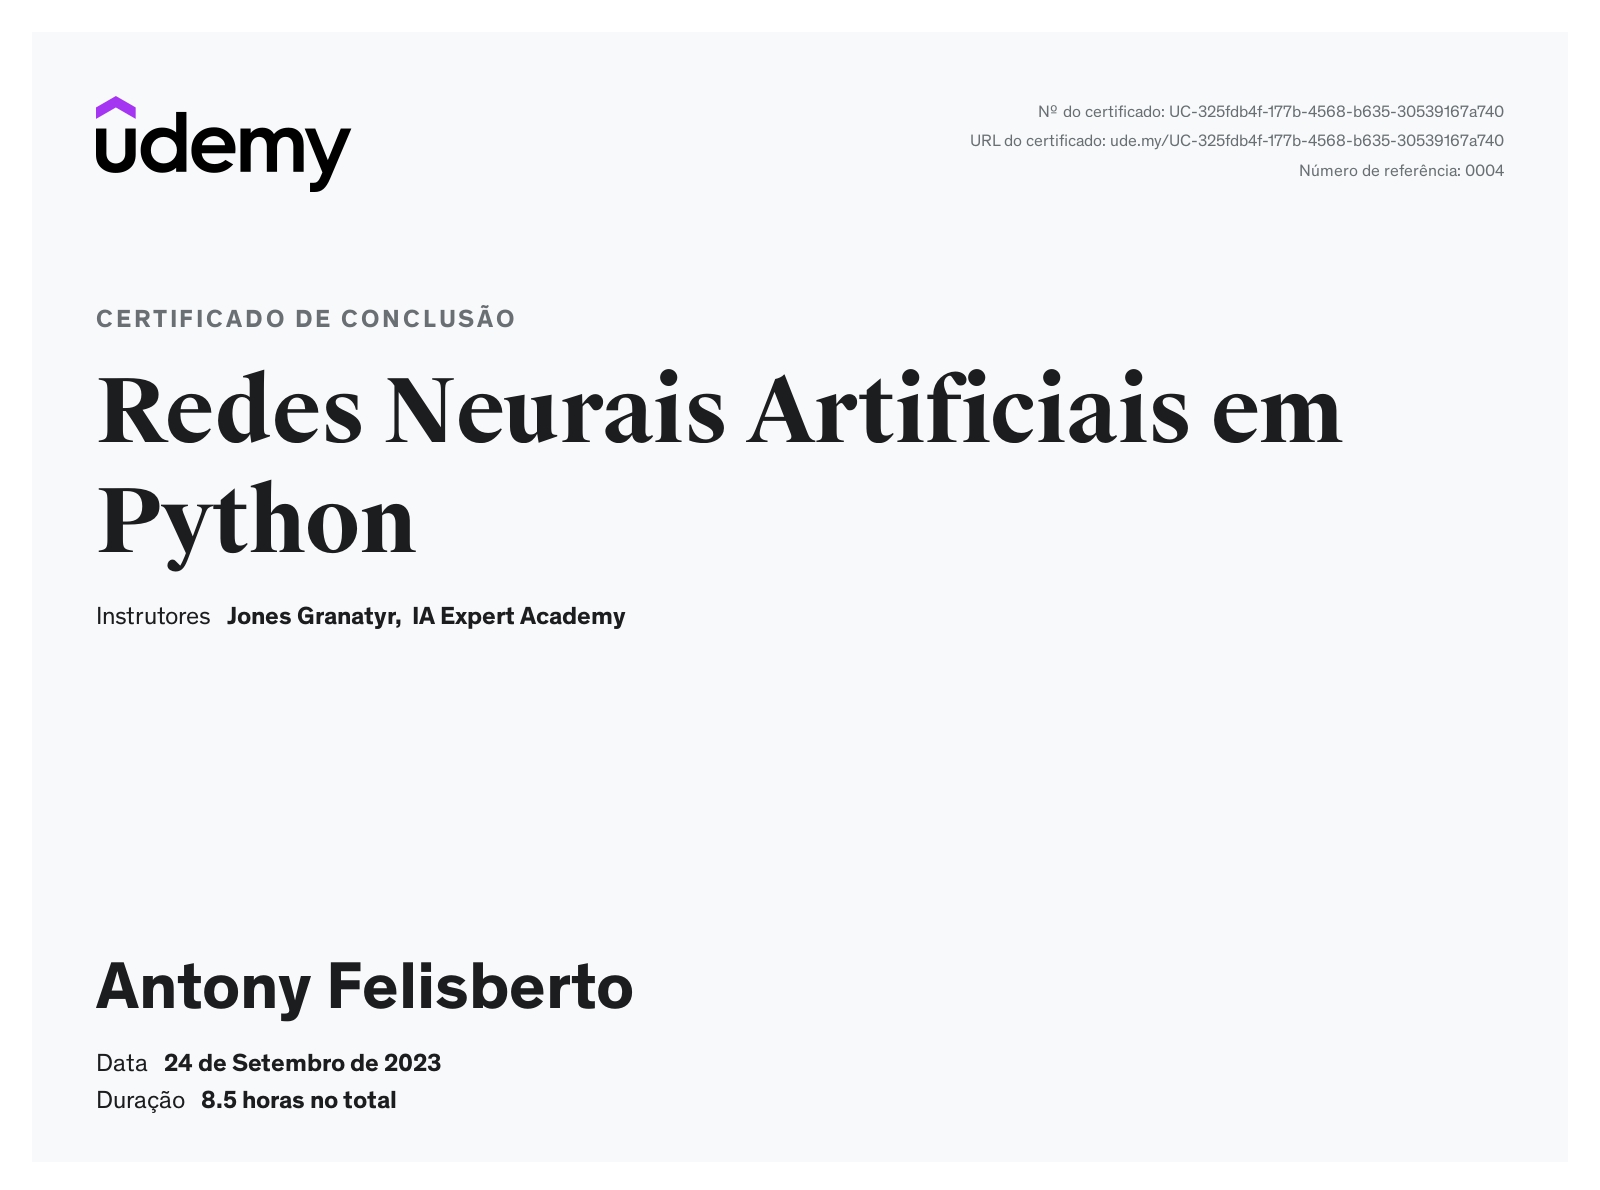 udemy
Nº do certificado: UC-325fdb4f-177b-4568-b635-30539167a740
URL do certificado: ude.my/UC-325fdb4f-177b-4568-b635-30539167a740
Número de referência: 0004
CERTIFICADO DE CONCLUSÃO
Redes Neurais Artificiais em
Python
Instrutores Jones Granatyr, IA Expert Academy
Antony Felisberto
Data 24 de Setembro de 2023
Duração 8.5 horas no total